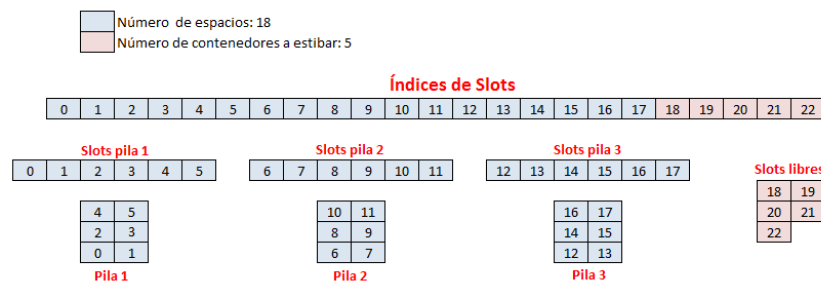 Número de espacios: 18
Número de contenedores a estibar: 5
Índices de Slots
0 1 2 3 4 5 6 7 8 9 10 11 12 13 14 15 16 17 18 19 20 21 22
Slots pila 1 Slots pila 2 Slots pila 3
0 1 2 3 4 5 6 7 8 9 10 11 12 13 14 15 16 17 Slots libres
18 19
4 5 10 11 16 17 20 21
2 3 8 9 14 15 22
0 1 6 7 12 13
Pila 1 Pila 2 Pila 3